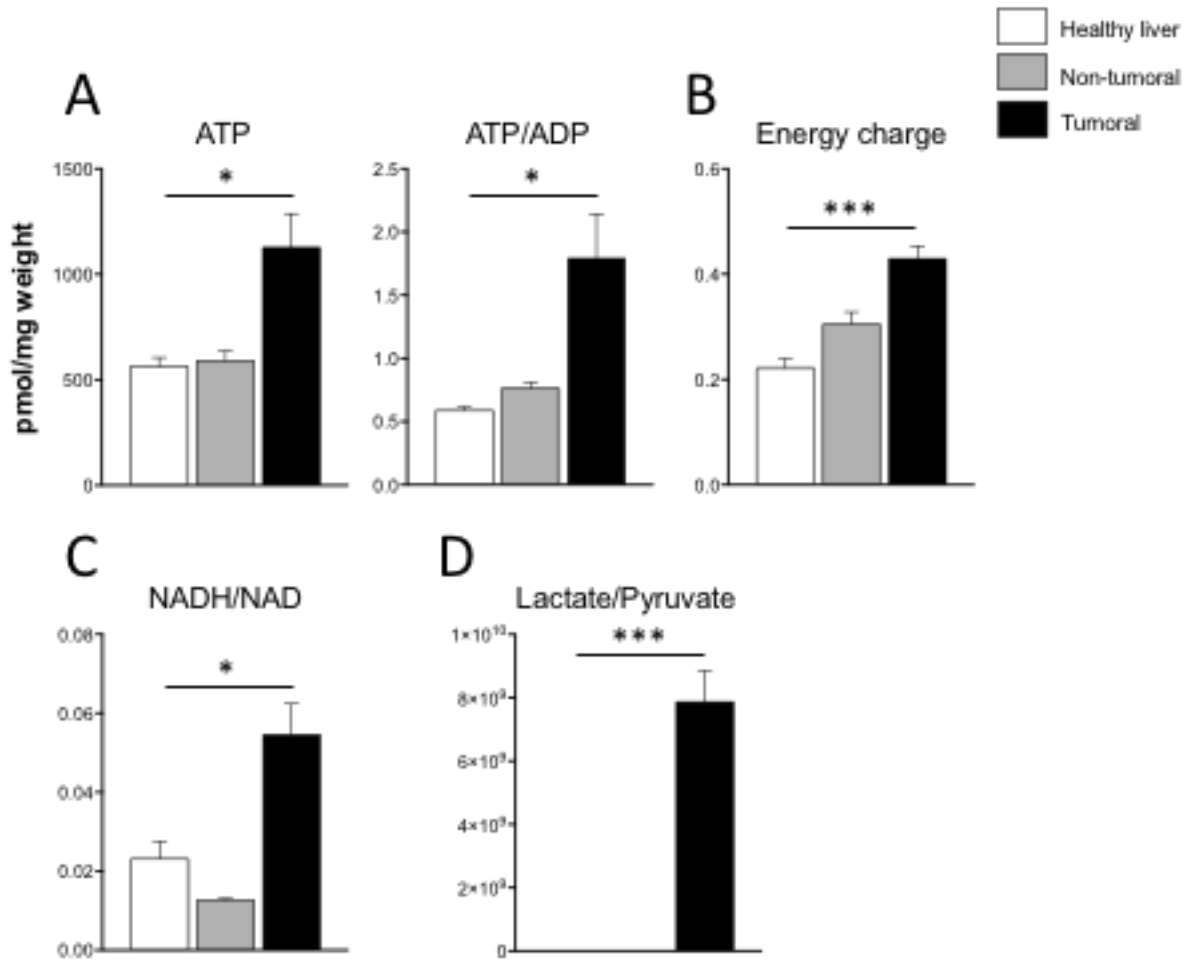 Healthy liver
Non-tumoral
Tumoral
A
ATP
pmol/mg weight
1500
*
1000
500
0
ATP/ADP
2.5
*
2.0
1.5
1.0
0.5
0.0
B
Energy charge
0.6
***
0.4
0.2
0.0
C
NADH/NAD
0.08
*
0.06
0.04
0.02
0.00
D
Lactate/Pyruvate
1×10¹⁰
***
8×10⁹
6×10⁹
4×10⁹
2×10⁹
0